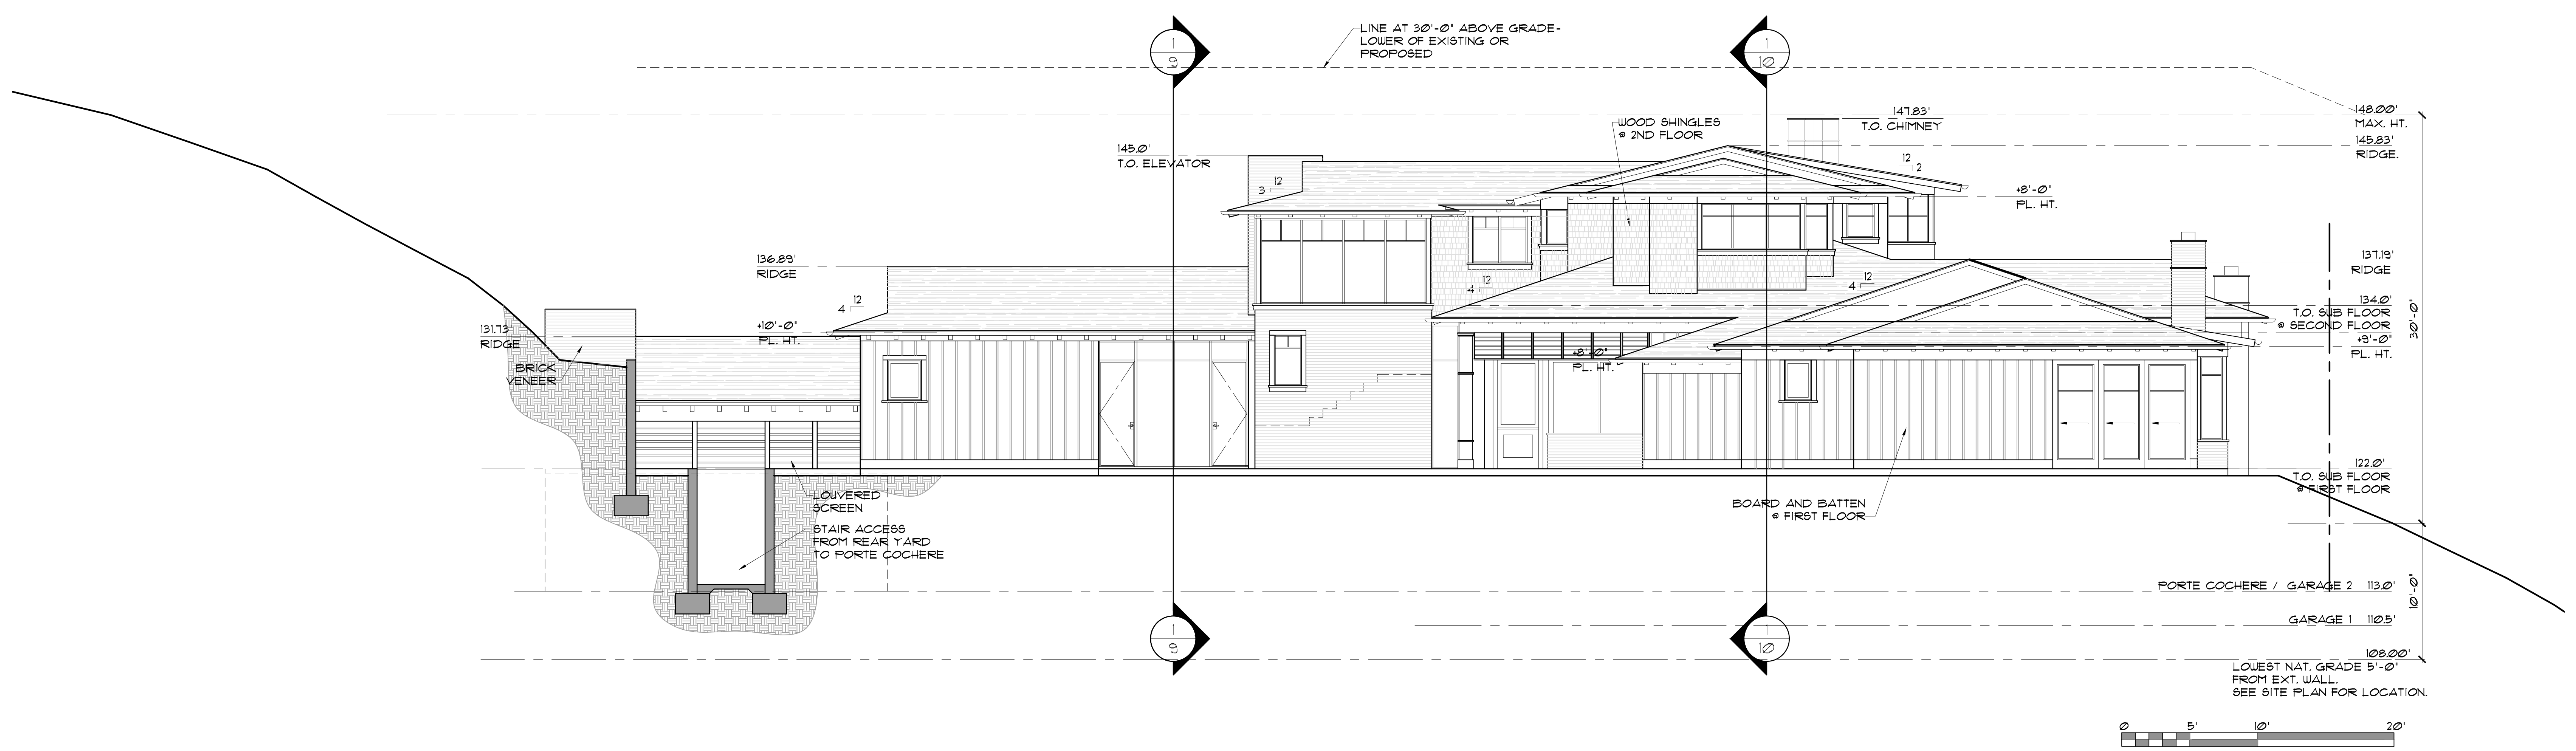 LINE AT 30'-0" ABOVE GRADE-
LOWER OF EXISTING OR
PROPOSED
1
9
1
10
148.00'
MAX. HT.
147.83'
T.O. CHIMNEY
WOOD SHINGLES
@ 2ND FLOOR
145.0'
T.O. ELEVATOR
145.83'
RIDGE.
12
2
12
3
+8'-0"
PL. HT.
136.89'
RIDGE
137.19'
RIDGE
12
4
12
4
12
4
134.0'
T.O. SUB FLOOR
@ SECOND FLOOR
30'-0"
131.73'
RIDGE
+10'-0"
PL. HT.
+9'-0"
PL. HT.
+8'-0"
PL. HT.
BRICK
VENEER
122.0'
T.O. SUB FLOOR
@ FIRST FLOOR
LOUVERED
SCREEN
BOARD AND BATTEN
@ FIRST FLOOR
STAIR ACCESS
FROM REAR YARD
TO PORTE COCHERE
PORTE COCHERE / GARAGE 2 113.0'
10'-0"
GARAGE 1 110.5'
1
9
1
10
108.00'
LOWEST NAT. GRADE 5'-0"
FROM EXT. WALL.
SEE SITE PLAN FOR LOCATION.
0 5' 10' 20'